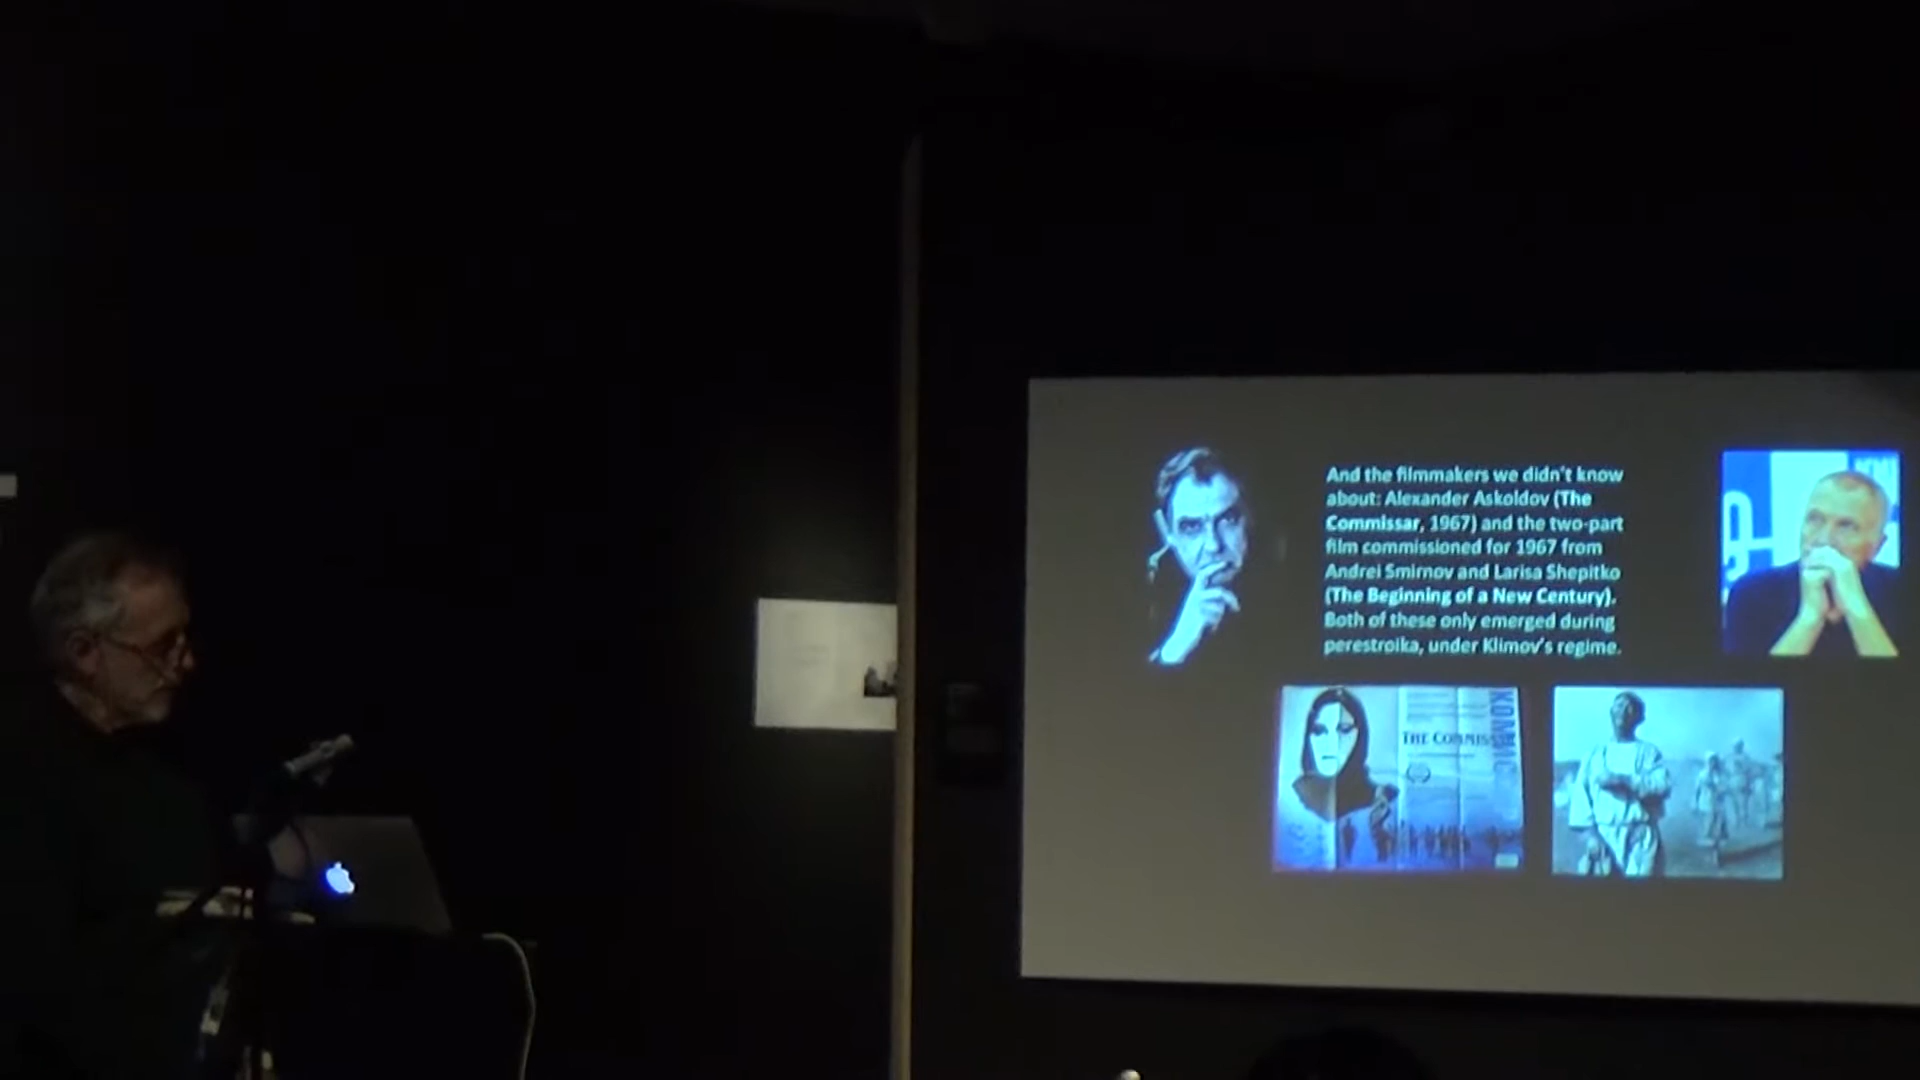 And the filmmakers we didn't know
about: Alexander Askoldov (The
Commissar, 1967) and the two-part
film commissioned for 1967 from
Andrei Smirnov and Larisa Shepitko
(The Beginning of a New Century).
Both of these only emerged during
perestroika, under Klimov's regime.
THE COMMISS
КОМИС